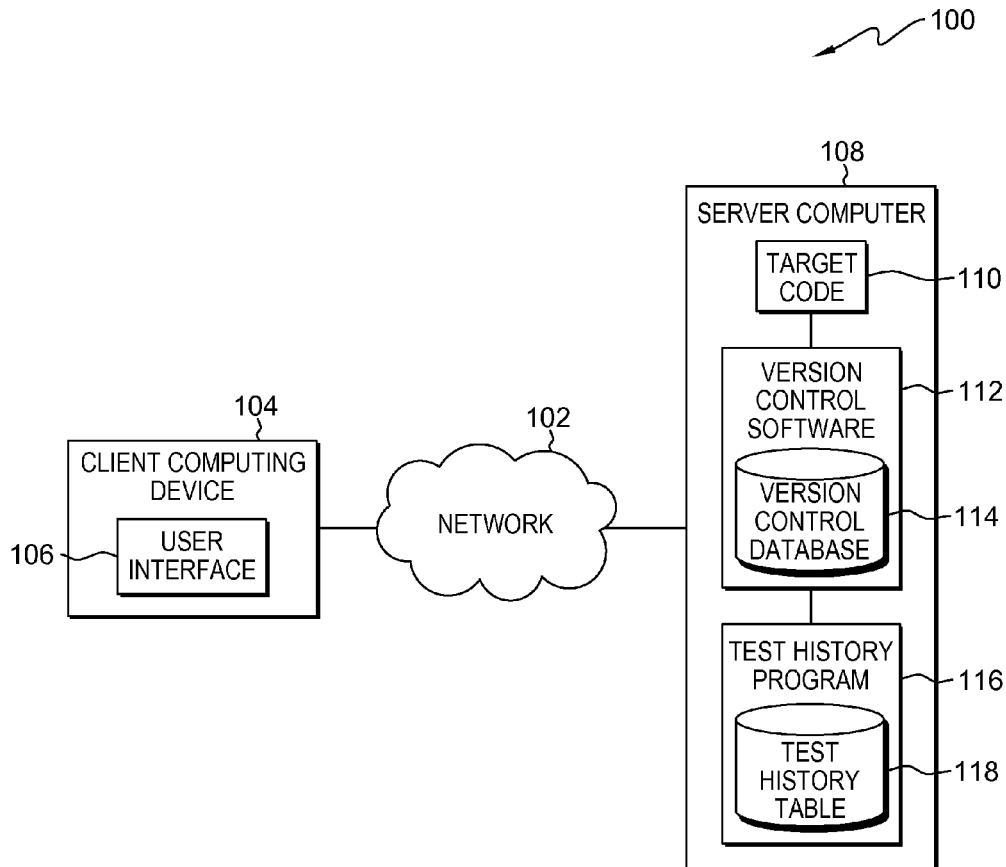 100
108
SERVER COMPUTER
TARGET
CODE
110
VERSION
CONTROL
SOFTWARE
112
VERSION
CONTROL
DATABASE
114
104
CLIENT COMPUTING
DEVICE
106
USER
INTERFACE
102
NETWORK
TEST HISTORY
PROGRAM
116
TEST
HISTORY
TABLE
118